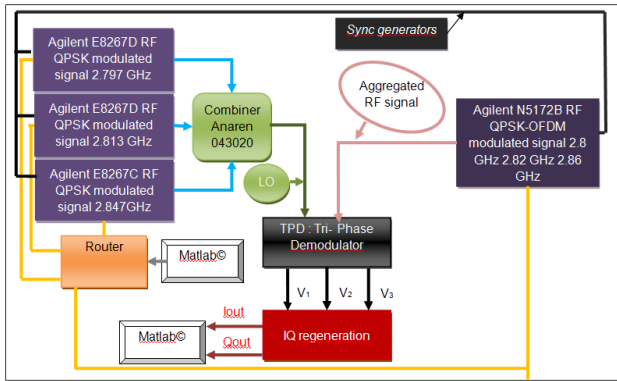 Sync generators
Agilent E8267D RF
QPSK modulated
signal 2.797 GHz
Agilent E8267D RF
QPSK modulated
signal 2.813 GHz
Agilent E8267C RF
QPSK modulated
signal 2.847GHz
Combiner
Anaren
043020
Aggregated
RF signal
Agilent N5172B RF
QPSK-OFDM
modulated signal 2.8
GHz 2.82 GHz 2.86
GHz
LO
TPD : Tri- Phase
Demodulator
Router
Matlab©
V₁
V₂
V₃
Iout
Qout
IQ regeneration
Matlab©